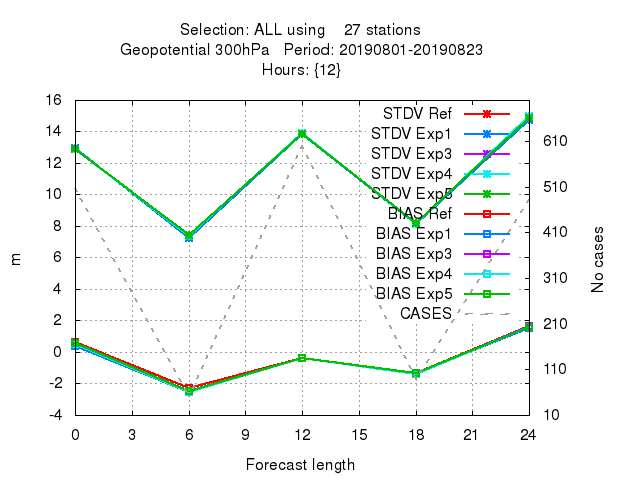 Selection: ALL using    27 stations
Geopotential 300hPa   Period: 20190801-20190823
Hours: {12}
16
14
12
10
8
6
4
2
0
-2
-4
m
STDV Ref
STDV Exp1
STDV Exp3
STDV Exp4
STDV Exp5
BIAS Ref
BIAS Exp1
BIAS Exp3
BIAS Exp4
BIAS Exp5
CASES
610
510
410
310
210
110
10
No cases
0 3 6 9 12 15 18 21 24
Forecast length